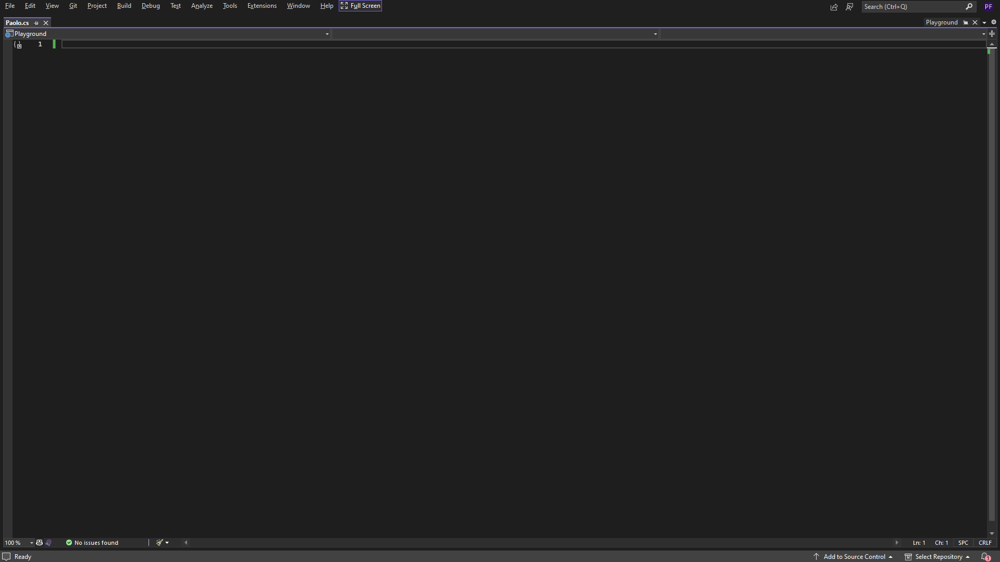 File Edit View Git Project Build Debug Test Analyze Tools Extensions Window Help Full Screen Search (Ctrl+Q) PF
Paolo.cs Playground
Playground
1
100 % No issues found Ln: 1 Ch: 1 SPC CRLF
Ready Add to Source Control Select Repository 1